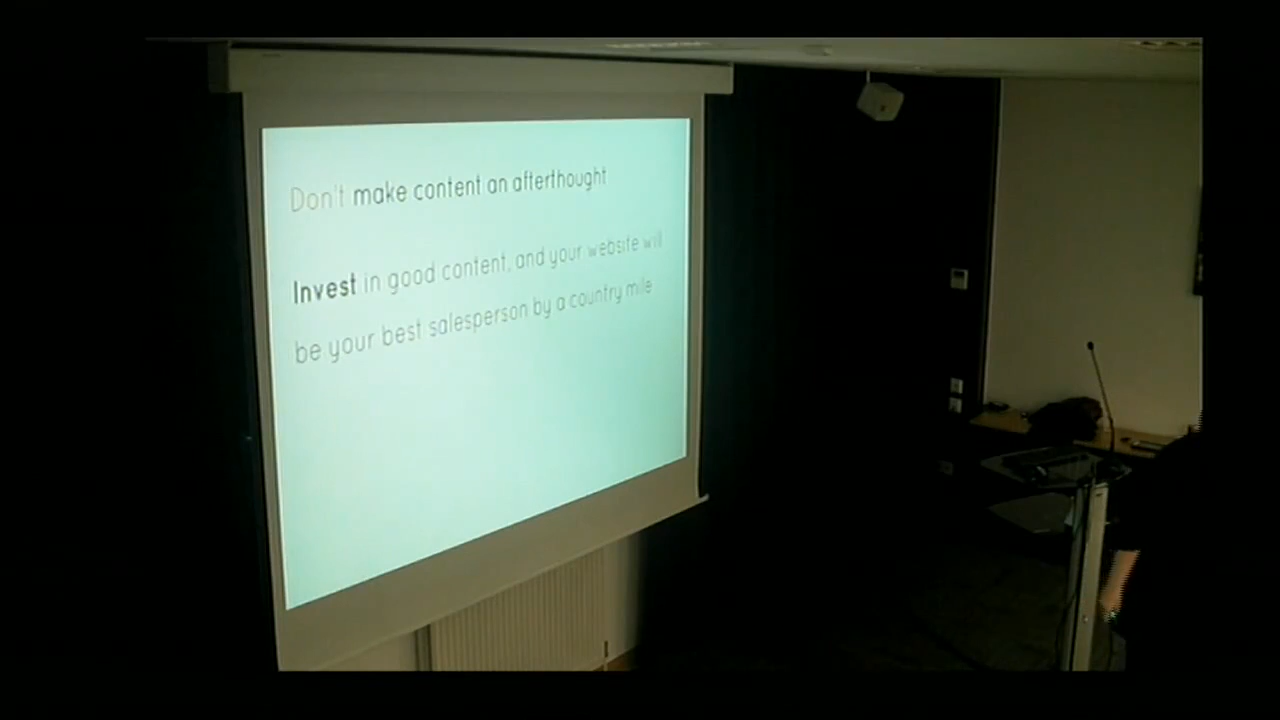 Don't make content an afterthought
Invest in good content, and your website will
be your best salesperson by a country mile